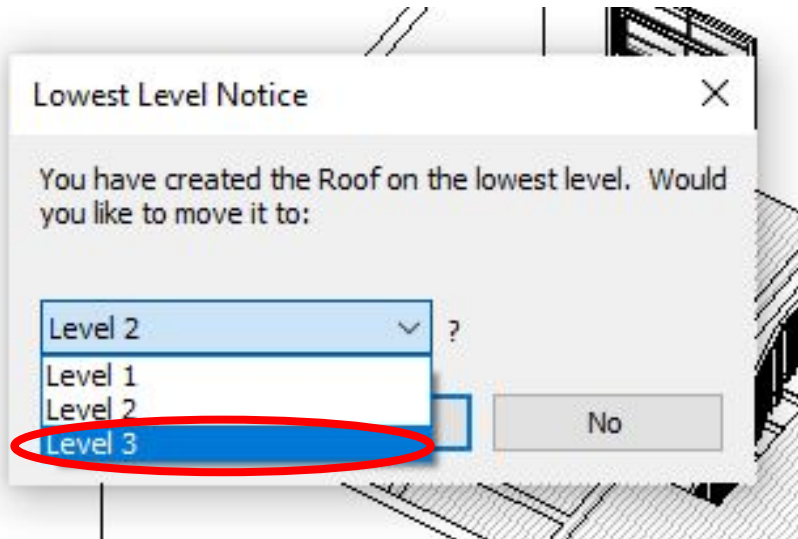 Lowest Level Notice
You have created the Roof on the lowest level. Would
you like to move it to:
Level 2
?
Level 1
Level 2
Level 3
No